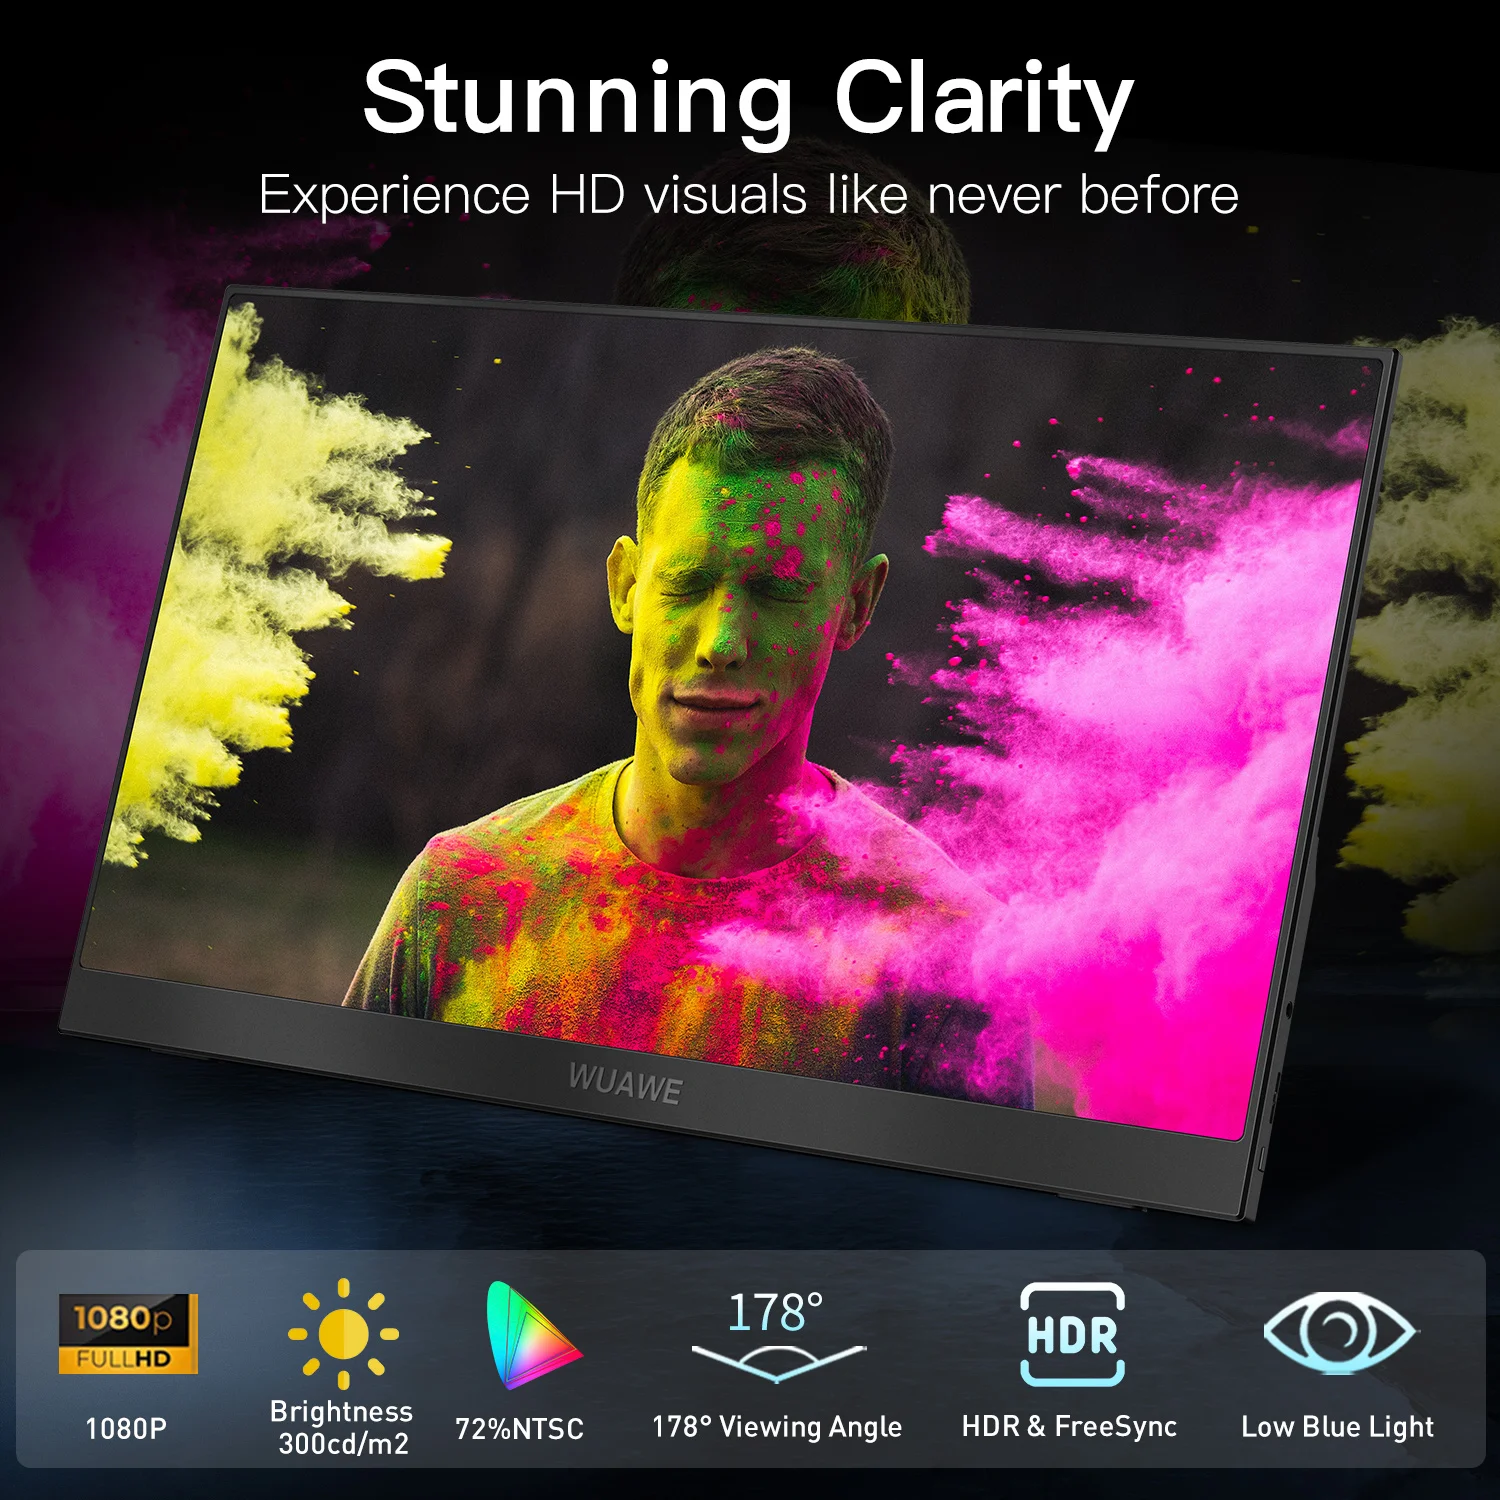 Stunning Clarity
Experience HD visuals like never before
WUAWE
1080p
FULLHD
1080P
Brightness
300cd/m2
72%NTSC
178°
178° Viewing Angle
HDR
HDR & FreeSync
Low Blue Light